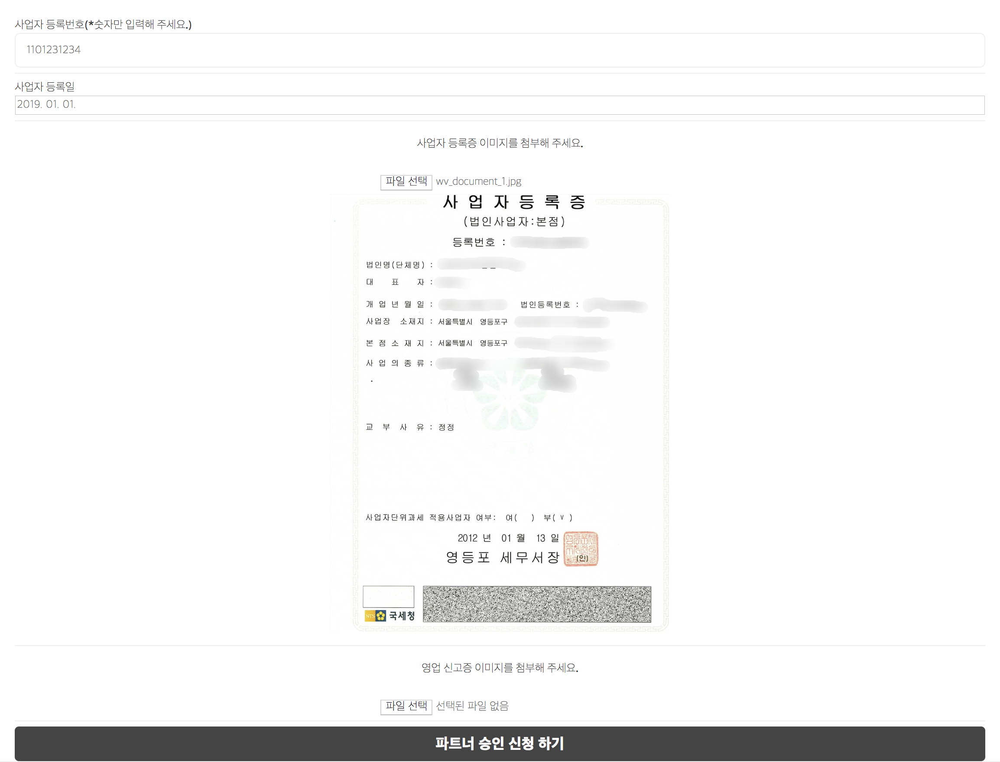 사업자 등록번호(*숫자만 입력해 주세요.)
1101231234
사업자 등록일
2019. 01. 01.
사업자 등록증 이미지를 첨부해 주세요.
파일 선택 wv_document_1.jpg
사 업 자 등 록 증
(법인사업자:본점)
등록번호 :
법인명(단체명) :
대 표 자 :
개 업 년 월 일 : 법인등록번호 :
사업장 소재지 : 서울특별시 영등포구
본 점 소 재 지 : 서울특별시 영등포구
사 업 의 종 류 :
교 부 사 유 : 정정
사업자단위과세 적용사업자 여부: 여( ) 부( v )
2012 년 01 월 13 일
영등포 세무서장 (인)
NTS 국세청
영업 신고증 이미지를 첨부해 주세요.
파일 선택 선택된 파일 없음
파트너 승인 신청 하기